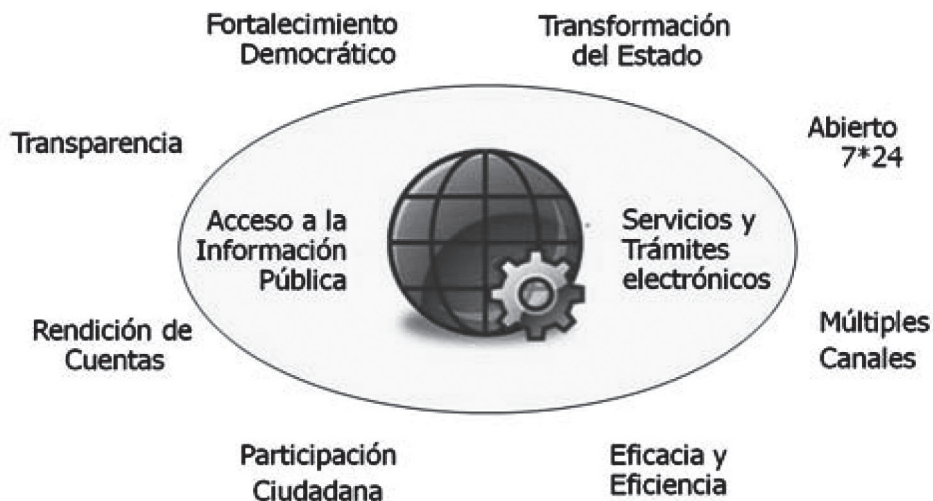 Fortalecimiento
Democrático
Transformación
del Estado
Transparencia
Abierto
7*24
Acceso a la
Información
Pública
Servicios y
Trámites
electrónicos
Rendición de
Cuentas
Múltiples
Canales
Participación
Ciudadana
Eficacia y
Eficiencia